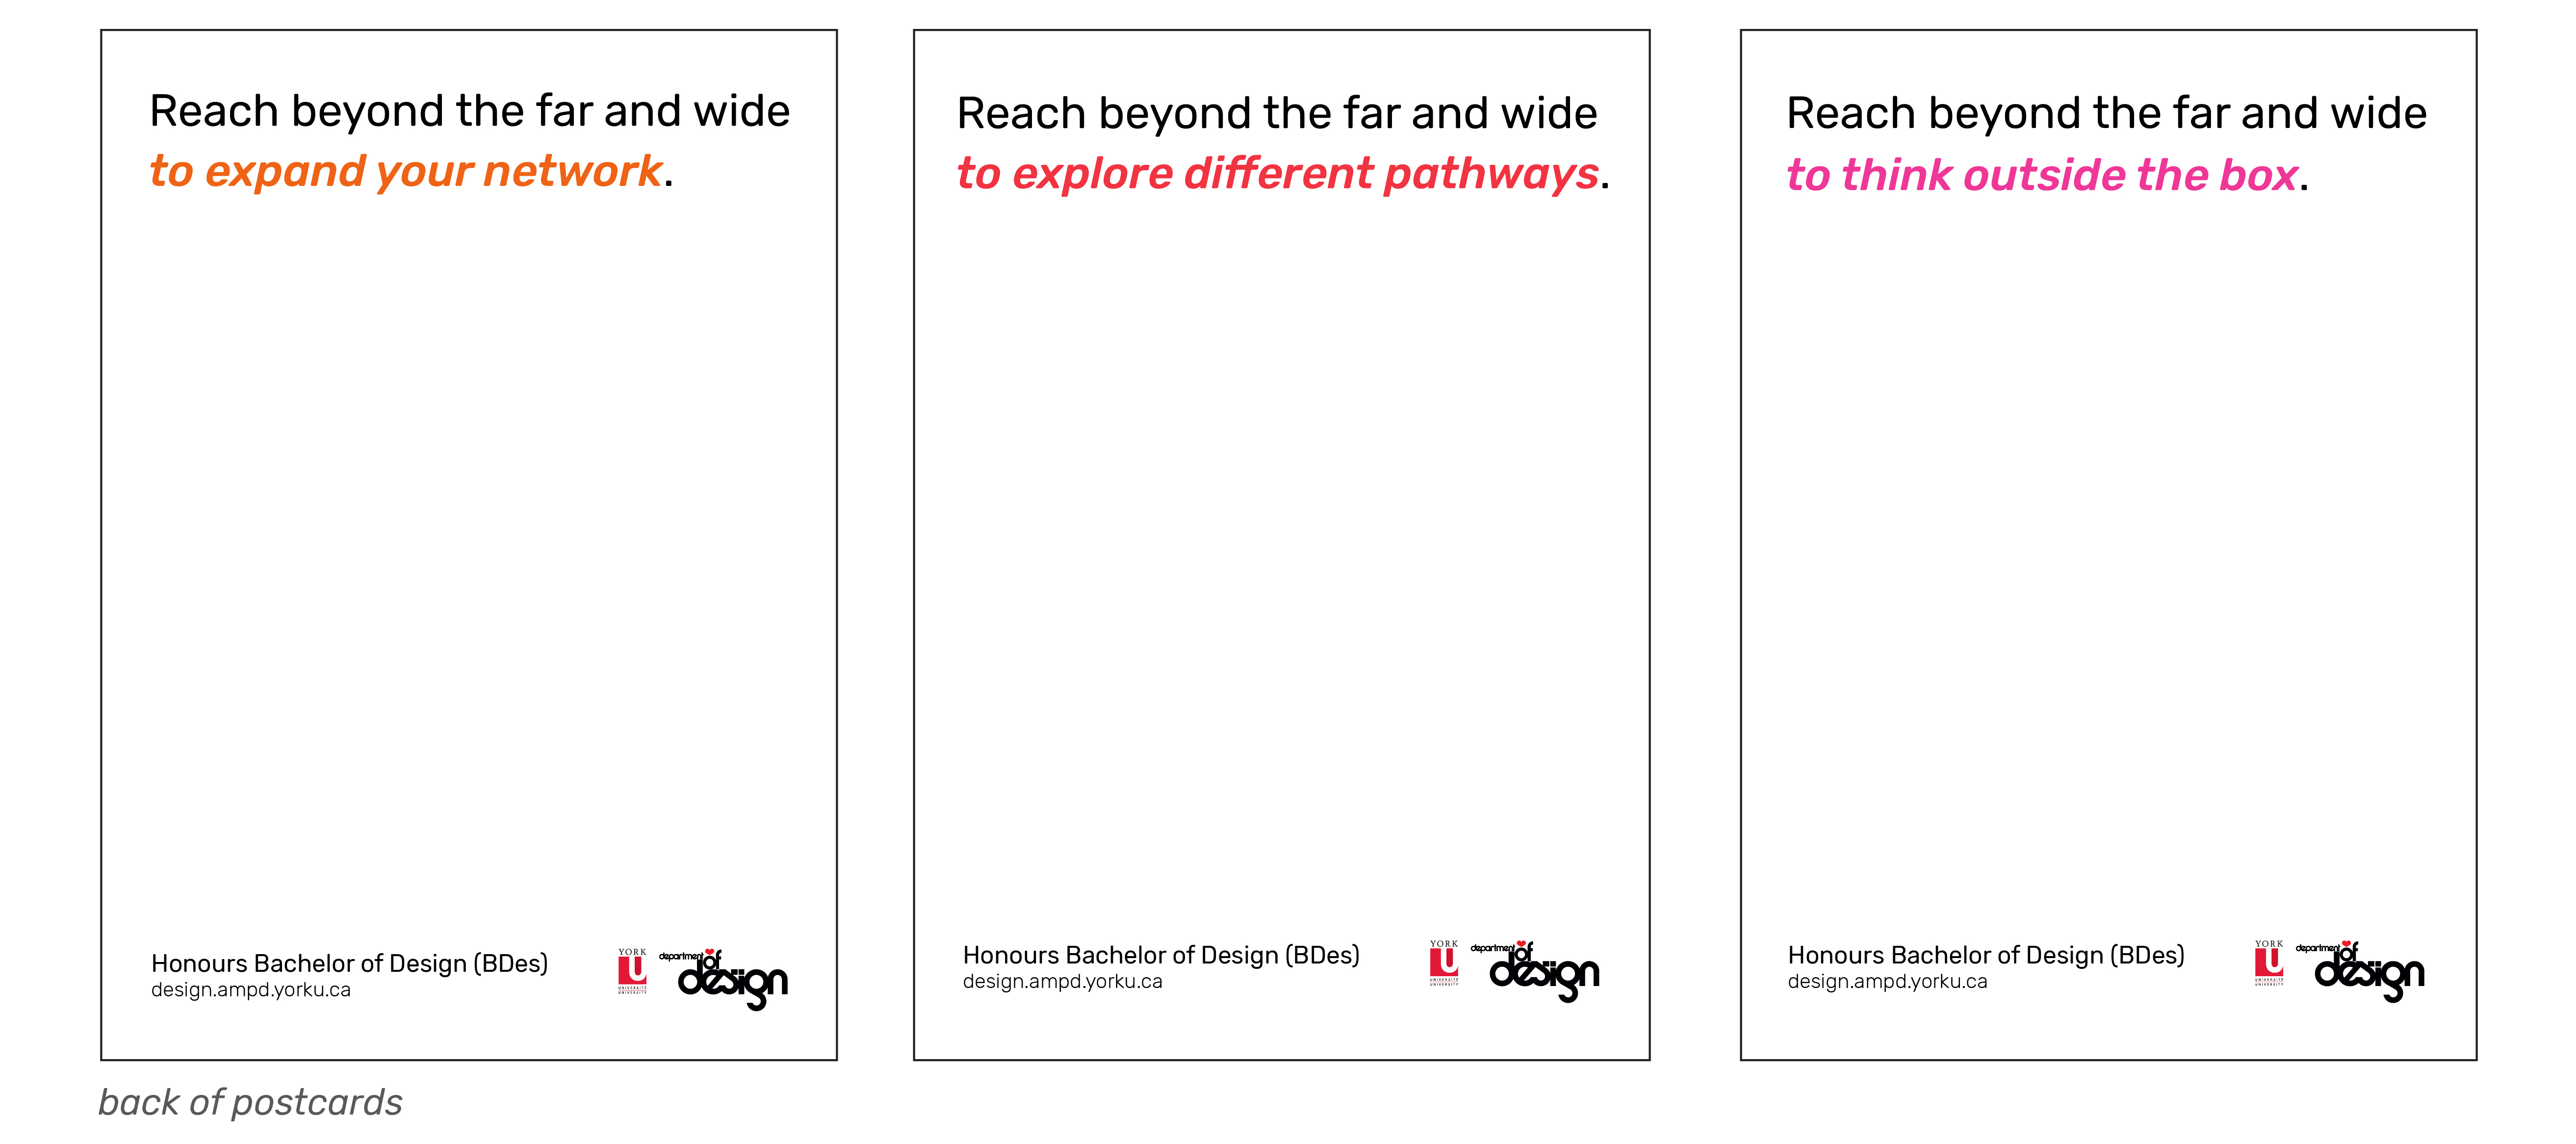 Reach beyond the far and wide
to expand your network.
Honours Bachelor of Design (BDes)
design.ampd.yorku.ca
YORK
U
UNIVERSITÉ
UNIVERSITY
department of
design
Reach beyond the far and wide
to explore different pathways.
Honours Bachelor of Design (BDes)
design.ampd.yorku.ca
YORK
U
UNIVERSITÉ
UNIVERSITY
department of
design
Reach beyond the far and wide
to think outside the box.
Honours Bachelor of Design (BDes)
design.ampd.yorku.ca
YORK
U
UNIVERSITÉ
UNIVERSITY
department of
design
back of postcards